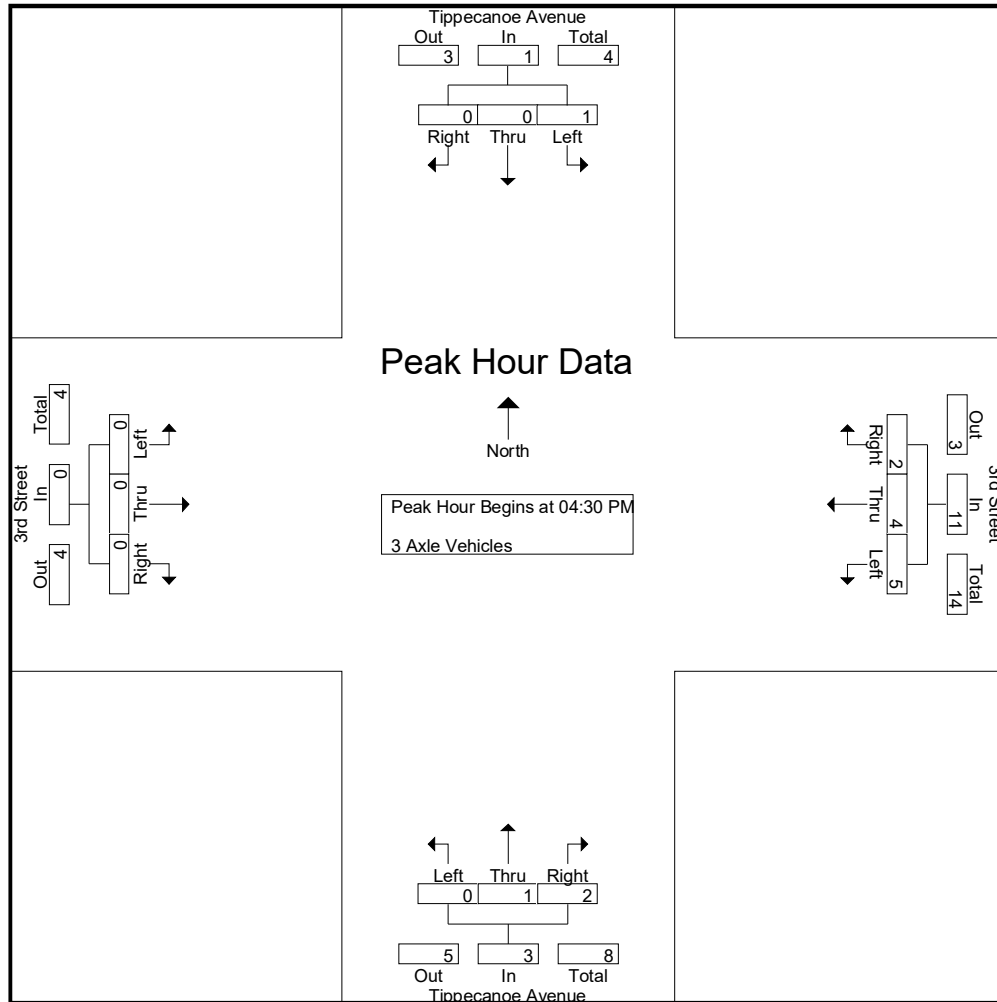 Tippecanoe Avenue
Out In Total
3 1 4
0 0 1
Right Thru Left
Peak Hour Data
North
Peak Hour Begins at 04:30 PM
3 Axle Vehicles
3rd Street
Out In Total
4 0 4
Left Thru Right
0 0 0
3rd Street
Out In Total
3 11 14
Right Thru Left
2 4 5
Left Thru Right
0 1 2
5 3 8
Out In Total
Tippecanoe Avenue